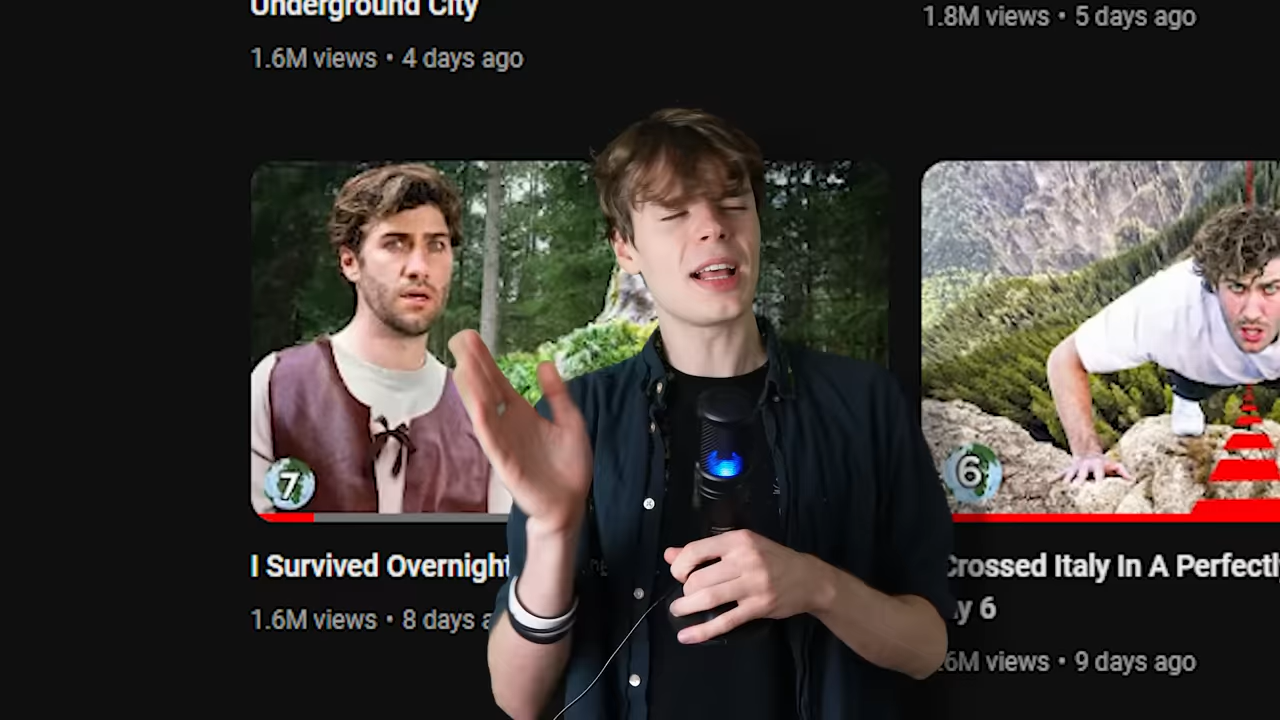 Underground City
1.8M views • 5 days ago
1.6M views • 4 days ago
7
6
I Survived Overnight
Crossed Italy In A Perfectly
6
1.6M views • 8 days
6M views • 9 days ago